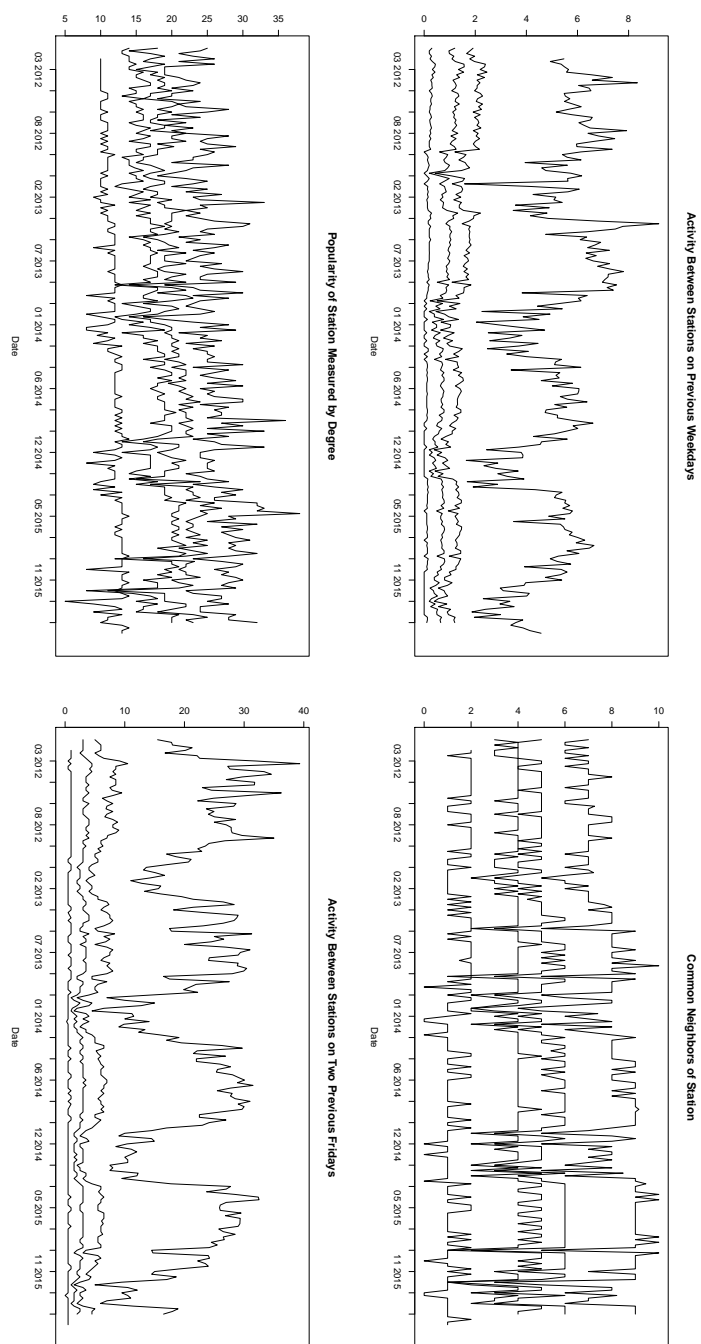 Activity Between Stations on Previous Weekdays
0 2 4 6 8
03 2012 08 2012 02 2013 07 2013 01 2014 06 2014 12 2014 05 2015 11 2015
Date
Common Neighbors of Station
0 2 4 6 8 10
03 2012 08 2012 02 2013 07 2013 01 2014 06 2014 12 2014 05 2015 11 2015
Date
Popularity of Station Measured by Degree
5 10 15 20 25 30 35
03 2012 08 2012 02 2013 07 2013 01 2014 06 2014 12 2014 05 2015 11 2015
Date
Activity Between Stations on Two Previous Fridays
0 10 20 30 40
03 2012 08 2012 02 2013 07 2013 01 2014 06 2014 12 2014 05 2015 11 2015
Date